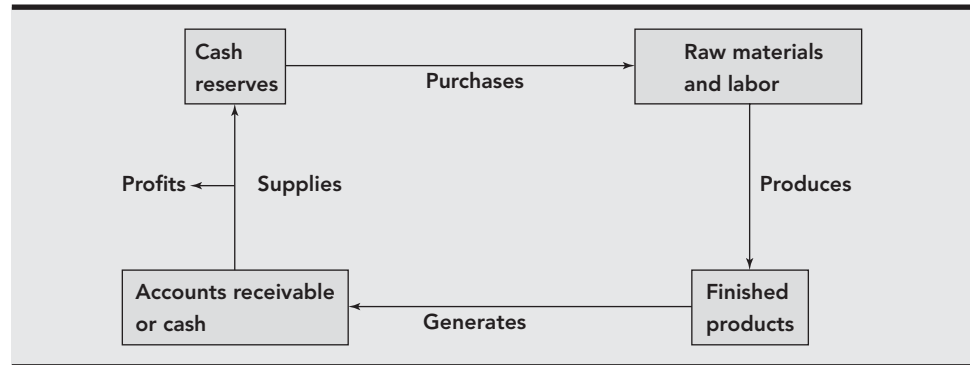 Cash
reserves
Purchases
Raw materials
and labor
Profits
Supplies
Produces
Accounts receivable
or cash
Generates
Finished
products